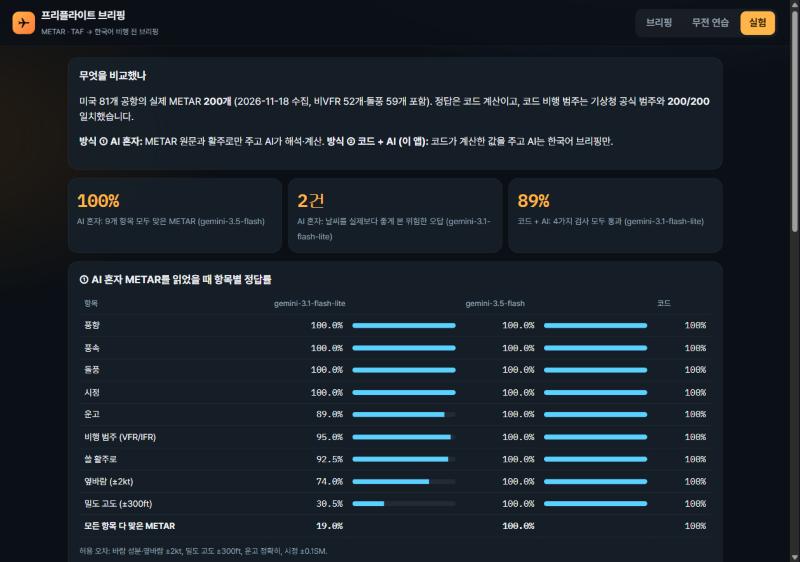 프리플라이트 브리핑
METAR · TAF → 한국어 비행 전 브리핑
브리핑
무전 연습
실험
무엇을 비교했나
미국 81개 공항의 실제 METAR 200개 (2026-11-18 수집, 비VFR 52개·돌풍 59개 포함). 정답은 코드 계산이고, 코드 비행 범주는 기상청 공식 범주와 200/200
일치했습니다.
방식 ① AI 혼자: METAR 원문과 활주로만 주고 AI가 해석·계산. 방식 ② 코드 + AI (이 앱): 코드가 계산한 값을 주고 AI는 한국어 브리핑만.
100%
AI 혼자: 9개 항목 모두 맞은 METAR (gemini-3.5-flash)
2건
AI 혼자: 날씨를 실제보다 좋게 본 위험한 오답 (gemini-3.1-
flash-lite)
89%
코드 + AI: 4가지 검사 모두 통과 (gemini-3.1-flash-lite)
① AI 혼자 METAR를 읽었을 때 항목별 정답률
항목 gemini-3.1-flash-lite gemini-3.5-flash 코드
풍향 100.0% 100.0% 100%
풍속 100.0% 100.0% 100%
돌풍 100.0% 100.0% 100%
시정 100.0% 100.0% 100%
운고 89.0% 100.0% 100%
비행 범주 (VFR/IFR) 95.0% 100.0% 100%
쓸 활주로 92.5% 100.0% 100%
옆바람 (±2kt) 74.0% 100.0% 100%
밀도 고도 (±300ft) 30.5% 100.0% 100%
모든 항목 다 맞은 METAR 19.0% 100.0% 100%
허용 오차: 바람 성분·옆바람 ±2kt, 밀도 고도 ±300ft, 운고 정확히, 시정 ±0.1SM.